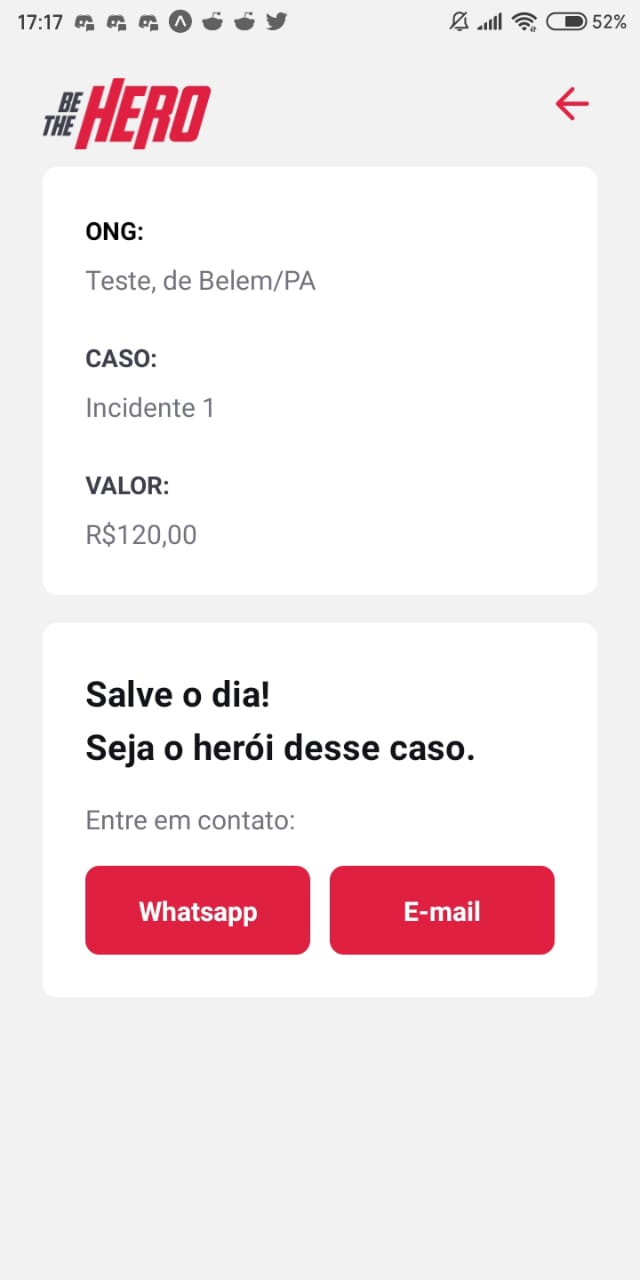 17:17
52%
BE
THE HERO
ONG:
Teste, de Belem/PA
CASO:
Incidente 1
VALOR:
R$120,00
Salve o dia!
Seja o herói desse caso.
Entre em contato:
Whatsapp
E-mail